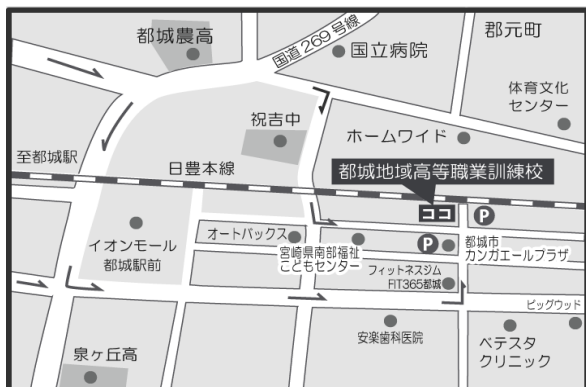 都城農高
国道269号線
国立病院
郡元町
体育文化
センター
祝吉中
ホームワイド
至都城駅
日豊本線
都城地域高等職業訓練校
ココ
P
オートバックス
宮崎県南部福祉
こどもセンター
P
都城市
カンガエールプラザ
イオンモール
都城駅前
フィットネスジム
FIT365都城
ビッグウッド
安楽歯科医院
ベテスタ
クリニック
泉ヶ丘高